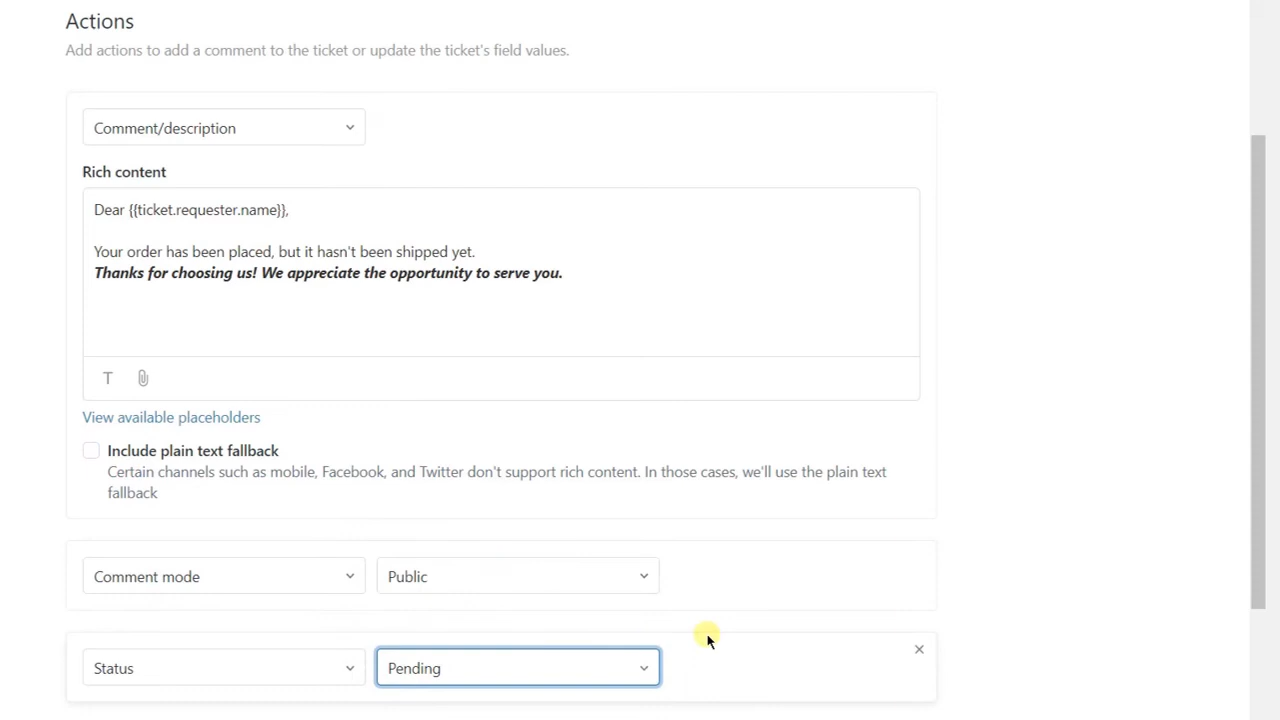 Actions
Add actions to add a comment to the ticket or update the ticket's field values.
Comment/description
Rich content
Dear {{ticket.requester.name}},
Your order has been placed, but it hasn't been shipped yet.
Thanks for choosing us! We appreciate the opportunity to serve you.
View available placeholders
Include plain text fallback
Certain channels such as mobile, Facebook, and Twitter don't support rich content. In those cases, we'll use the plain text
fallback
Comment mode
Public
Status
Pending